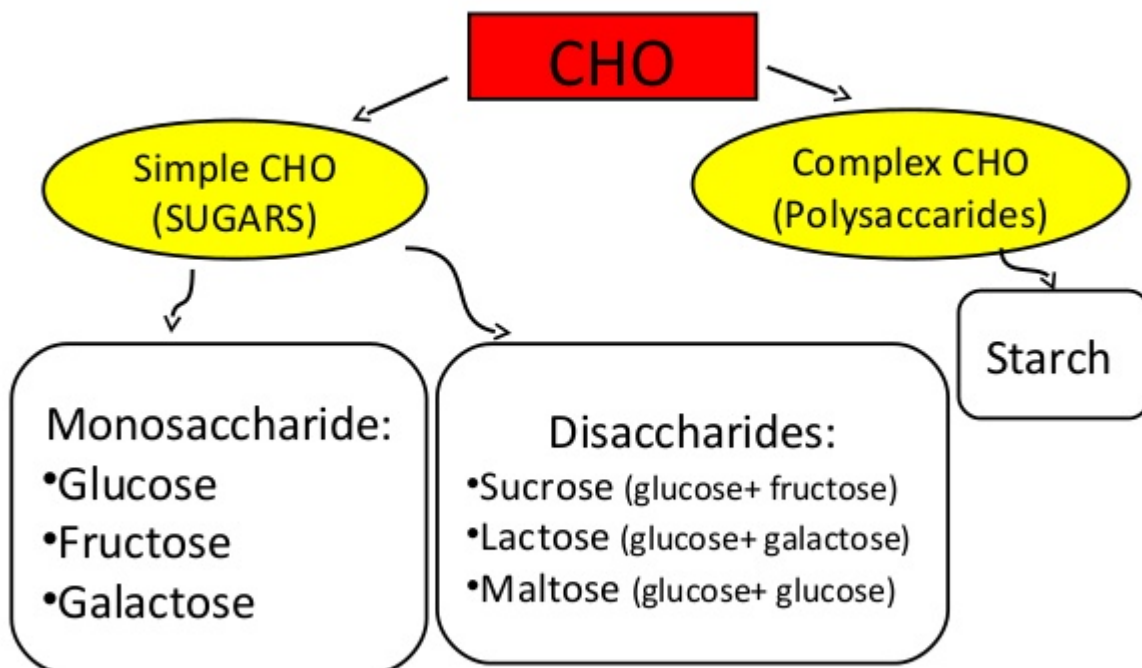 CHO
Simple CHO
(SUGARS)
Complex CHO
(Polysaccarides)
Starch
Monosaccharide:
•Glucose
•Fructose
•Galactose
Disaccharides:
•Sucrose (glucose+ fructose)
•Lactose (glucose+ galactose)
•Maltose (glucose+ glucose)